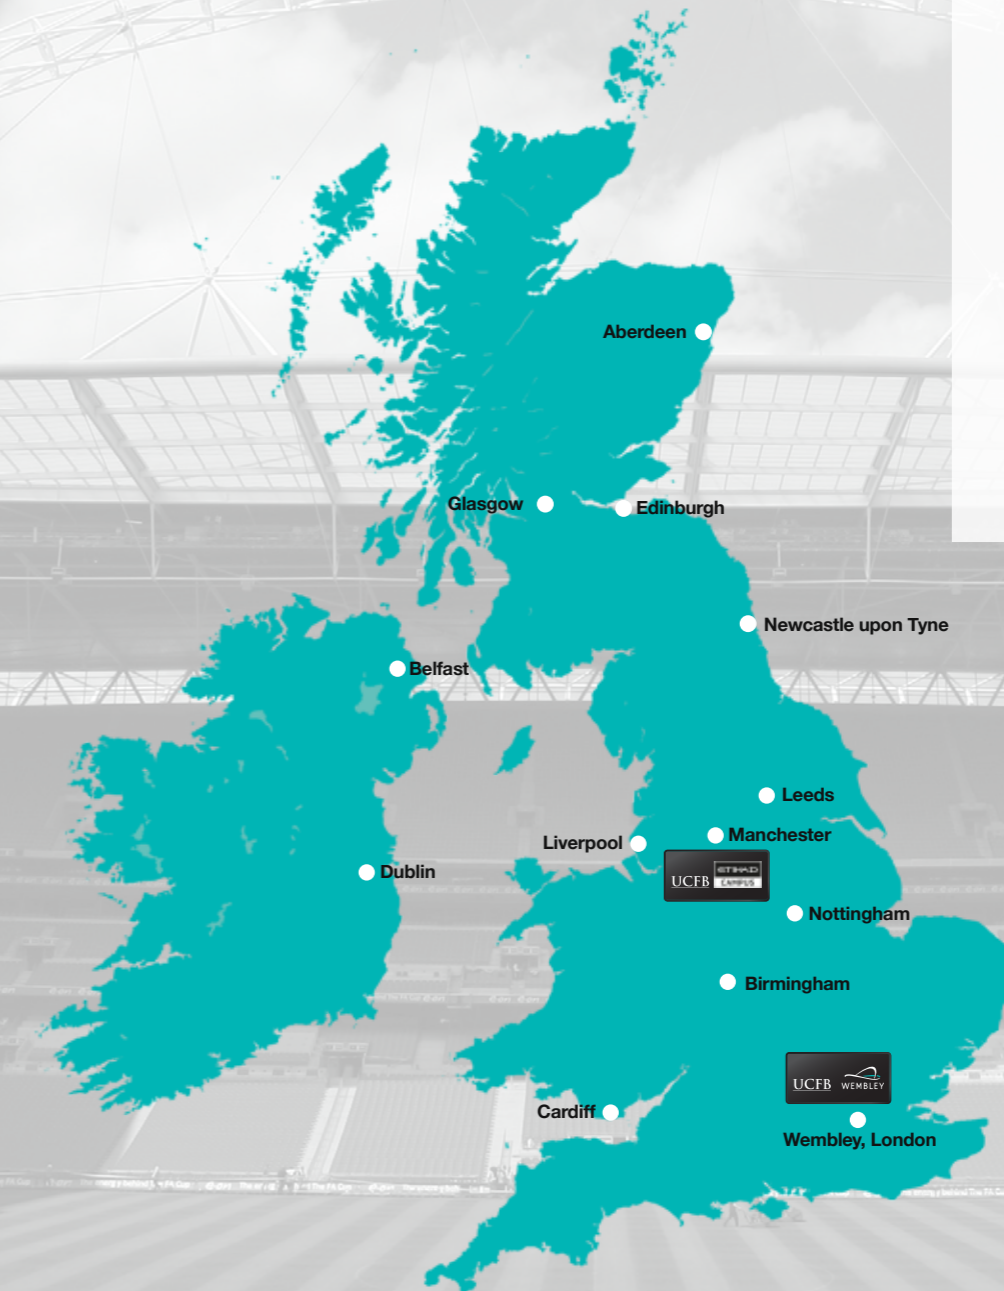 Aberdeen
Glasgow
Edinburgh
Newcastle upon Tyne
Belfast
Leeds
Manchester
Liverpool
UCFB ETIHAD CAMPUS
Dublin
Nottingham
Birmingham
UCFB WEMBLEY
Cardiff
Wembley, London